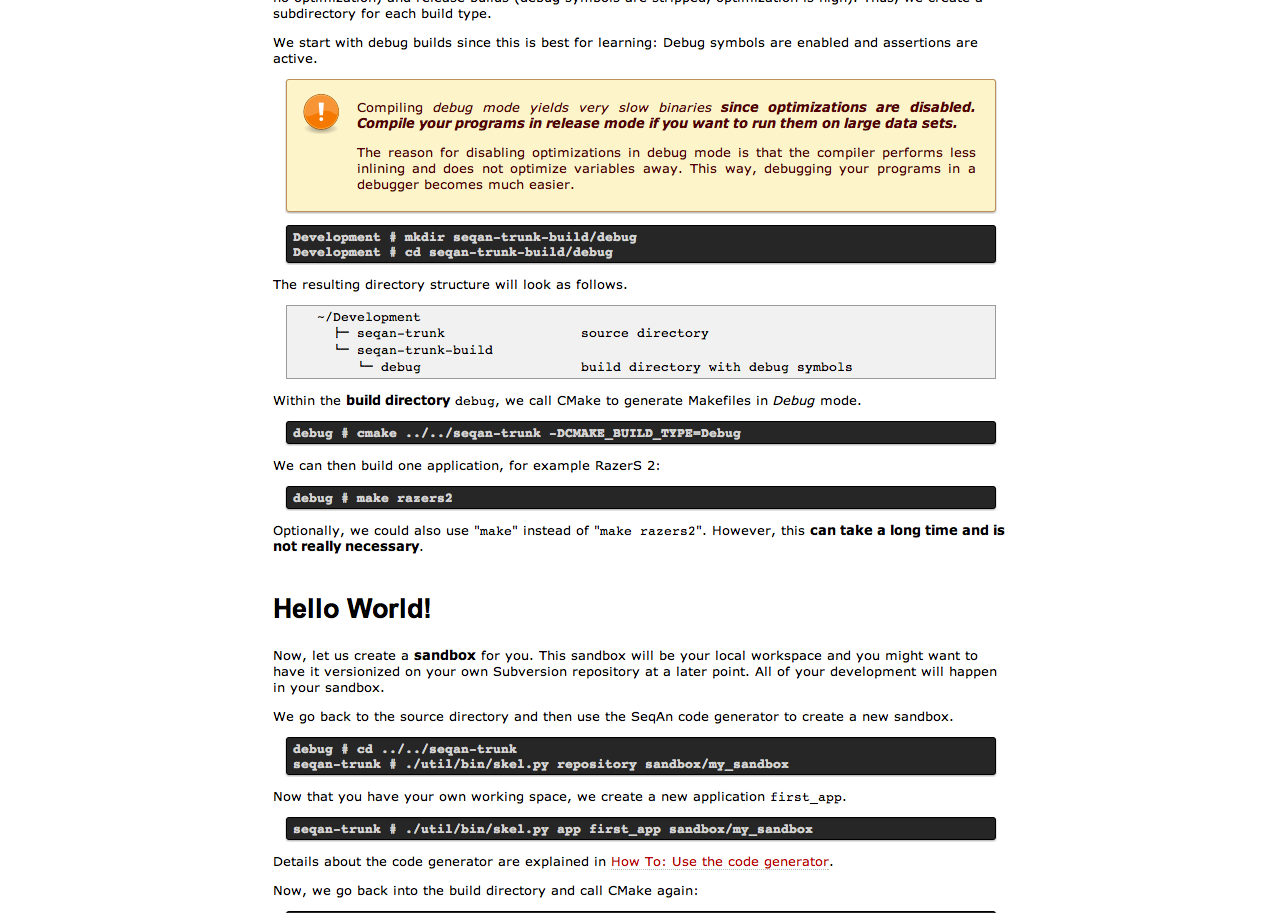 no optimization) and release builds (debug symbols are stripped, optimization is high). Thus, we create a
subdirectory for each build type.
We start with debug builds since this is best for learning: Debug symbols are enabled and assertions are
active.
Compiling debug mode yields very slow binaries since optimizations are disabled.
Compile your programs in release mode if you want to run them on large data sets.
The reason for disabling optimizations in debug mode is that the compiler performs less
inlining and does not optimize variables away. This way, debugging your programs in a
debugger becomes much easier.
Development # mkdir seqan-trunk-build/debug
Development # cd seqan-trunk-build/debug
The resulting directory structure will look as follows.
~/Development
├─ seqan-trunk source directory
└─ seqan-trunk-build
└─ debug build directory with debug symbols
Within the build directory debug, we call CMake to generate Makefiles in Debug mode.
debug # cmake ../../seqan-trunk -DCMAKE_BUILD_TYPE=Debug
We can then build one application, for example RazerS 2:
debug # make razers2
Optionally, we could also use "make" instead of "make razers2". However, this can take a long time and is
not really necessary.
Hello World!
Now, let us create a sandbox for you. This sandbox will be your local workspace and you might want to
have it versionized on your own Subversion repository at a later point. All of your development will happen
in your sandbox.
We go back to the source directory and then use the SeqAn code generator to create a new sandbox.
debug # cd ../../seqan-trunk
seqan-trunk # ./util/bin/skel.py repository sandbox/my_sandbox
Now that you have your own working space, we create a new application first_app.
seqan-trunk # ./util/bin/skel.py app first_app sandbox/my_sandbox
Details about the code generator are explained in How To: Use the code generator.
Now, we go back into the build directory and call CMake again: